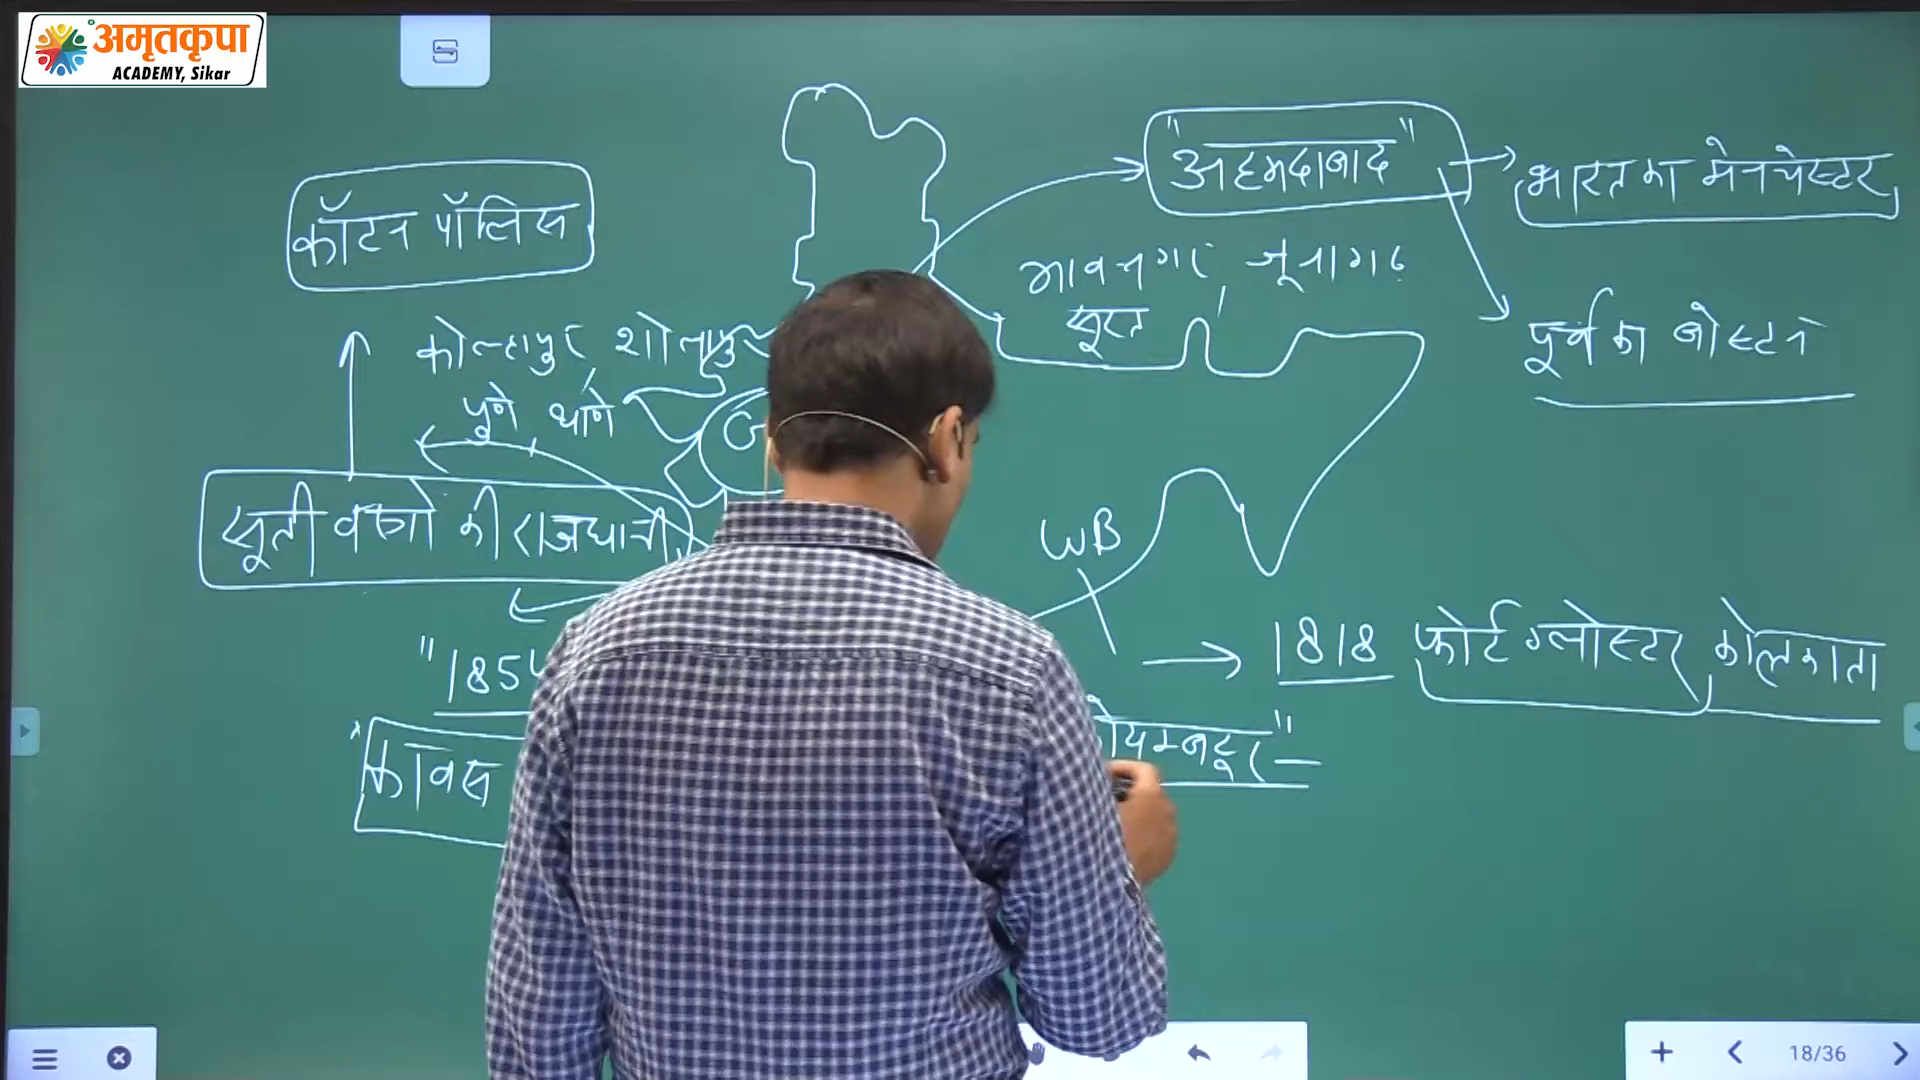 अमृतकृपा
ACADEMY, Sikar
"अहमदाबाद"
भारत का मेनचेस्टर
कॉटन पॉलिस
भावनगर, जूनागढ
सूरत
पूर्व का बोस्टन
कोल्हापुर, शोलापुर
पूणे थाणे
G
सूती वस्त्रो की राजधानी
WB
"185
1818 फोर्ट ग्लोस्टर कोलकाता
यम्बटूर" –
कावस
18/36